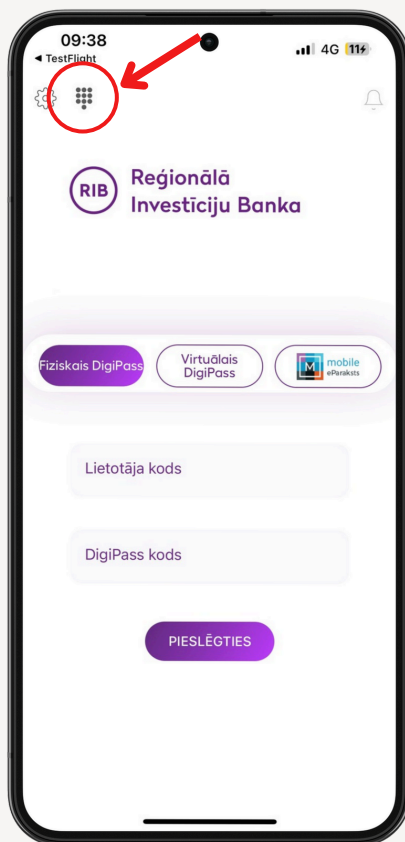 09:38
4G 11
◀ TestFlight
RIB
Reģionālā
Investīciju Banka
Fiziskais DigiPass
Virtuālais
DigiPass
M mobile
eParaksts
Lietotāja kods
DigiPass kods
PIESLĒGTIES